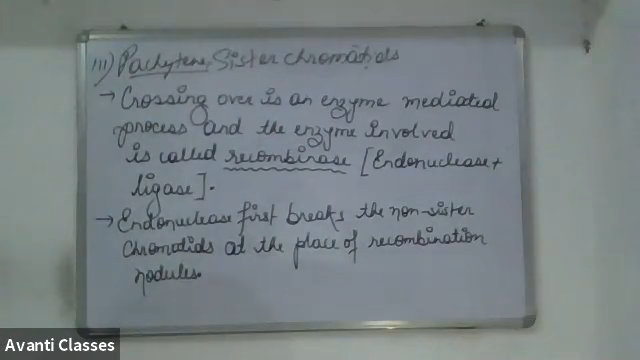 III) Pachytene, Sister chromatids
→ Crossing over is an enzyme mediated
process and the enzyme involved
is called recombinase [Endonuclease+
ligase].
→ Endonuclease first breaks the non-sister
chromatids at the place of recombination
nodules.
Avanti Classes